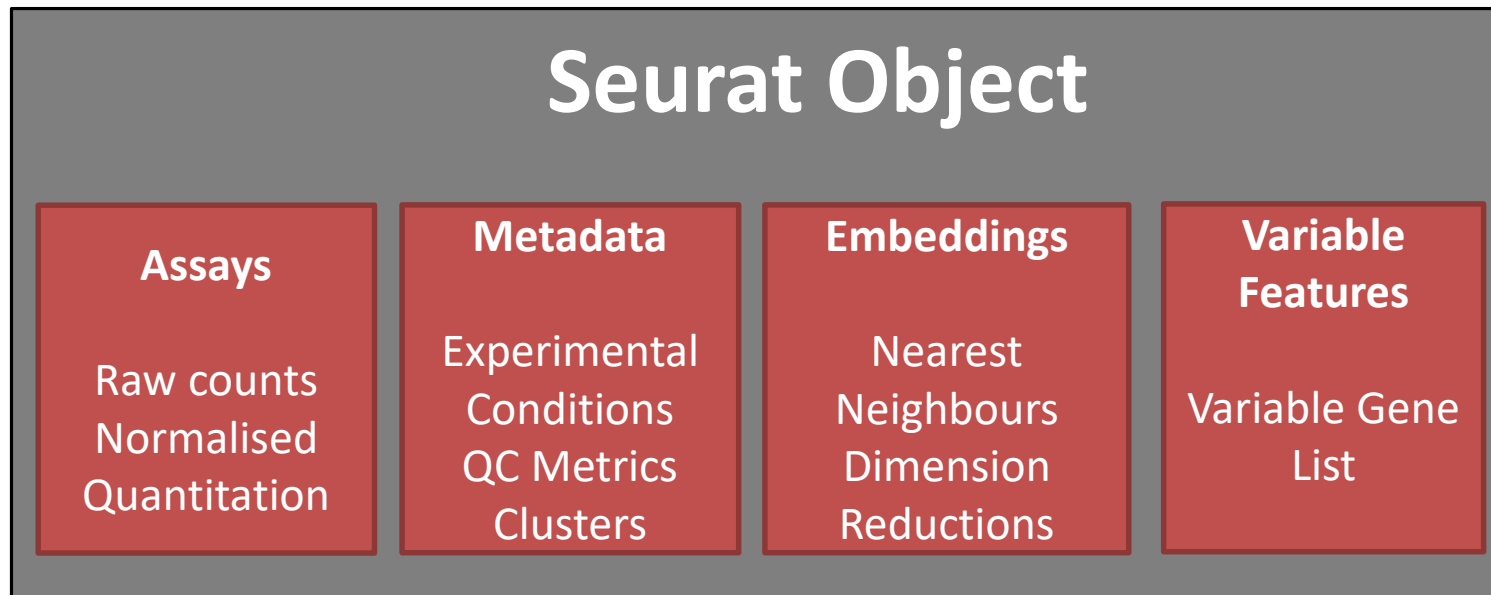 Seurat Object
Assays
Raw counts
Normalised
Quantitation
Metadata
Experimental
Conditions
QC Metrics
Clusters
Embeddings
Nearest
Neighbours
Dimension
Reductions
Variable
Features
Variable Gene
List